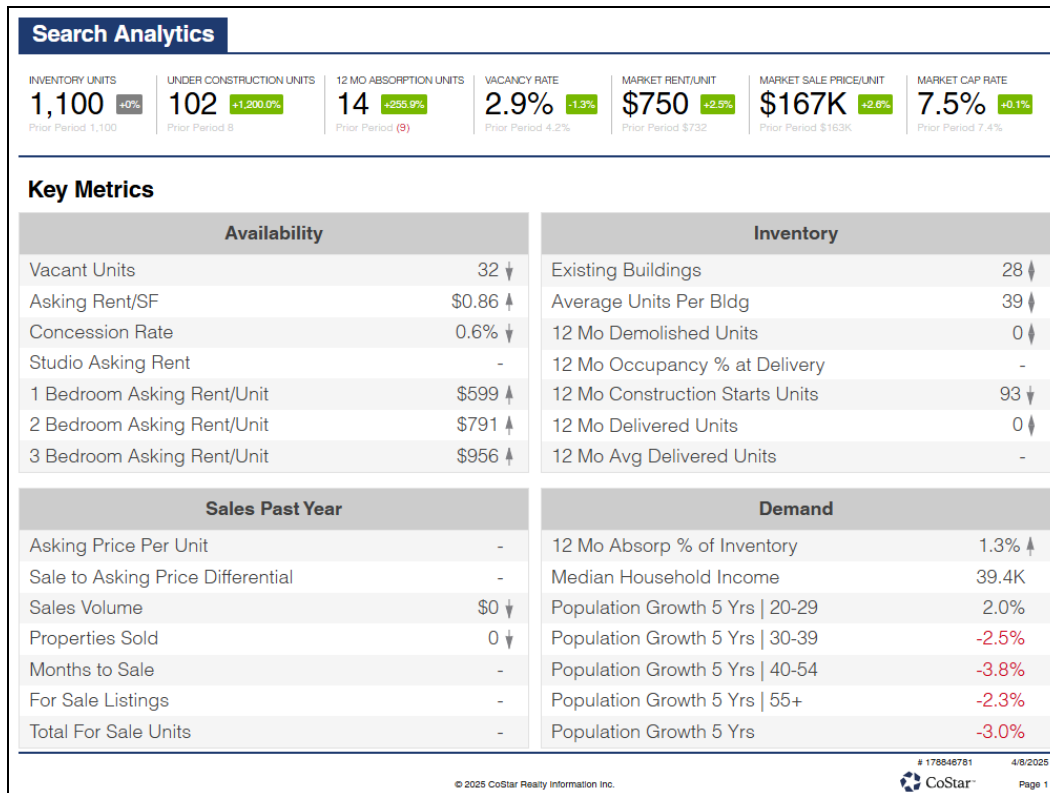 Search Analytics
INVENTORY UNITS
1,100 +0%
Prior Period 1,100
UNDER CONSTRUCTION UNITS
102 +1,200.0%
Prior Period 8
12 MO ABSORPTION UNITS
14 +255.9%
Prior Period (9)
VACANCY RATE
2.9% -1.3%
Prior Period 4.2%
MARKET RENT/UNIT
$750 +2.5%
Prior Period $732
MARKET SALE PRICE/UNIT
$167K +2.6%
Prior Period $163K
MARKET CAP RATE
7.5% +0.1%
Prior Period 7.4%
Key Metrics
Availability
Vacant Units 32
Asking Rent/SF $0.86
Concession Rate 0.6%
Studio Asking Rent -
1 Bedroom Asking Rent/Unit $599
2 Bedroom Asking Rent/Unit $791
3 Bedroom Asking Rent/Unit $956
Inventory
Existing Buildings 28
Average Units Per Bldg 39
12 Mo Demolished Units 0
12 Mo Occupancy % at Delivery -
12 Mo Construction Starts Units 93
12 Mo Delivered Units 0
12 Mo Avg Delivered Units -
Sales Past Year
Asking Price Per Unit -
Sale to Asking Price Differential -
Sales Volume $0
Properties Sold 0
Months to Sale -
For Sale Listings -
Total For Sale Units -
Demand
12 Mo Absorp % of Inventory 1.3%
Median Household Income 39.4K
Population Growth 5 Yrs | 20-29 2.0%
Population Growth 5 Yrs | 30-39 -2.5%
Population Growth 5 Yrs | 40-54 -3.8%
Population Growth 5 Yrs | 55+ -2.3%
Population Growth 5 Yrs -3.0%
# 178846781 4/8/2025
© 2025 CoStar Realty Information Inc.
CoStar™
Page 1